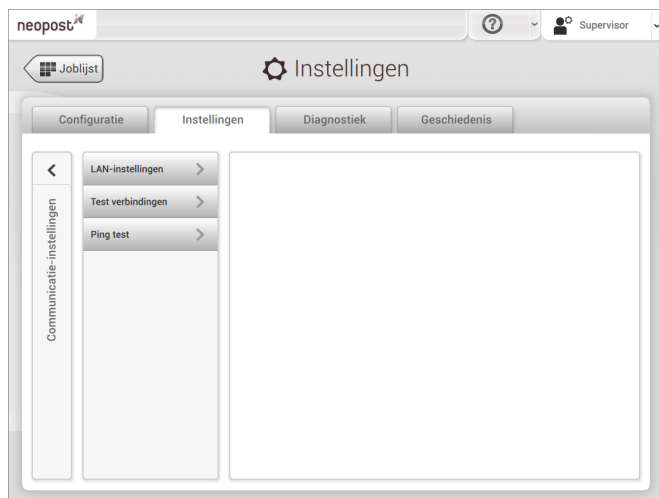 neopost
?
Supervisor
Joblijst
Instellingen
Configuratie
Instellingen
Diagnostiek
Geschiedenis
Communicatie-instellingen
LAN-instellingen
Test verbindingen
Ping test